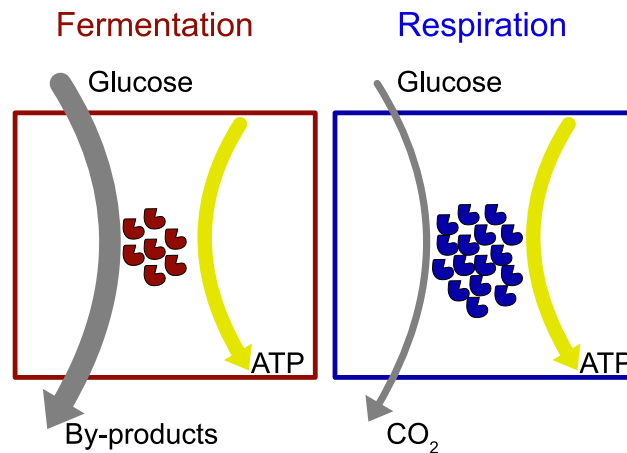 Fermentation
Respiration
Glucose
Glucose
ATP
ATP
By-products
CO₂